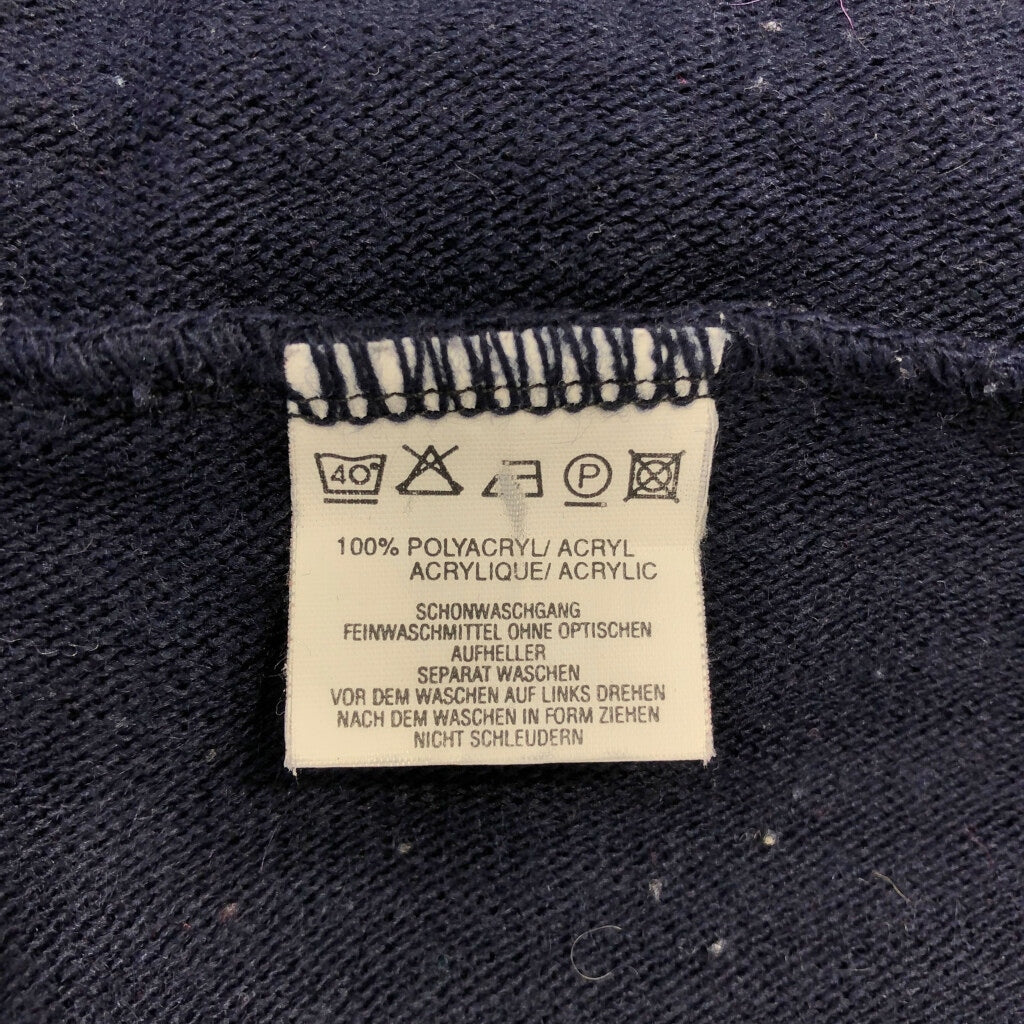 40°
P
100% POLYACRYL/ ACRYL
ACRYLIQUE/ ACRYLIC
SCHONWASCHGANG
FEINWASCHMITTEL OHNE OPTISCHEN
AUFHELLER
SEPARAT WASCHEN
VOR DEM WASCHEN AUF LINKS DREHEN
NACH DEM WASCHEN IN FORM ZIEHEN
NICHT SCHLEUDERN